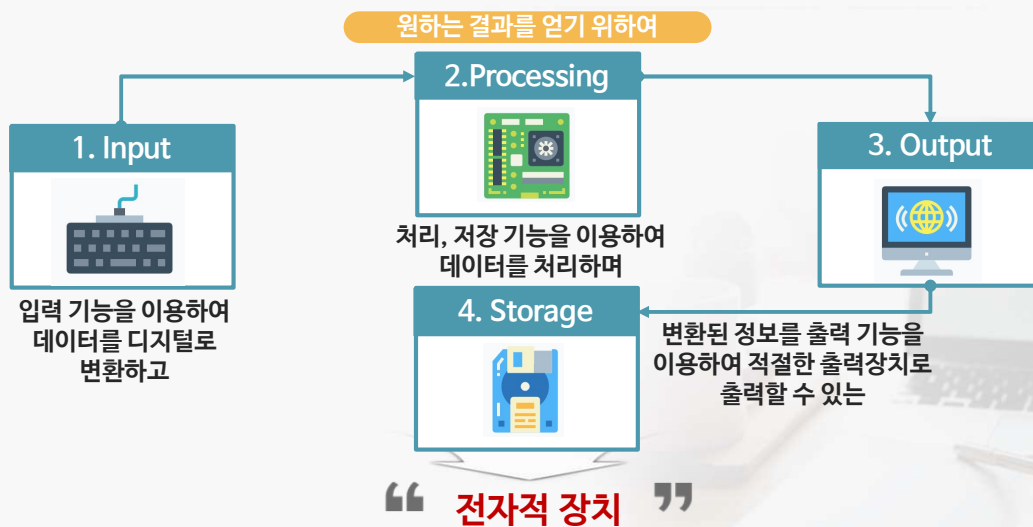 원하는 결과를 얻기 위하여
1. Input
입력 기능을 이용하여
데이터를 디지털로
변환하고
2.Processing
처리, 저장 기능을 이용하여
데이터를 처리하며
3. Output
변환된 정보를 출력 기능을
이용하여 적절한 출력장치로
출력할 수 있는
4. Storage
“ 전자적 장치 ”